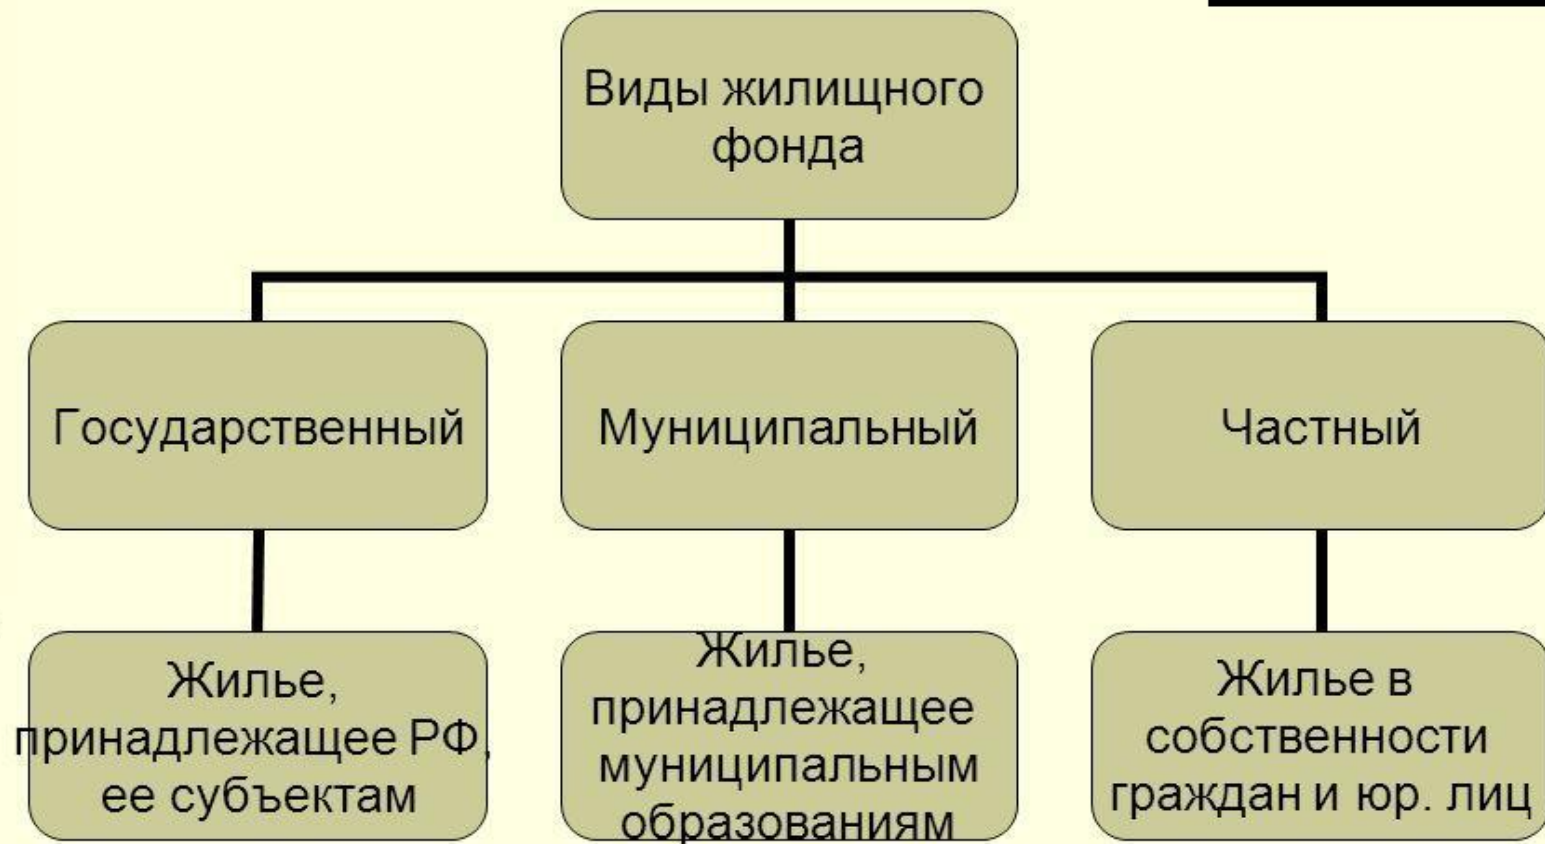 Виды жилищного
фонда
Государственный
Муниципальный
Частный
Жилье,
принадлежащее РФ,
ее субъектам
Жилье,
принадлежащее
муниципальным
образованиям
Жилье в
собственности
граждан и юр. лиц